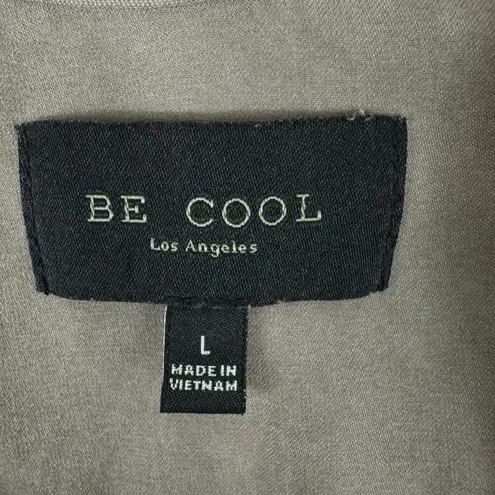 BE COOL
Los Angeles
L
MADE IN
VIETNAM